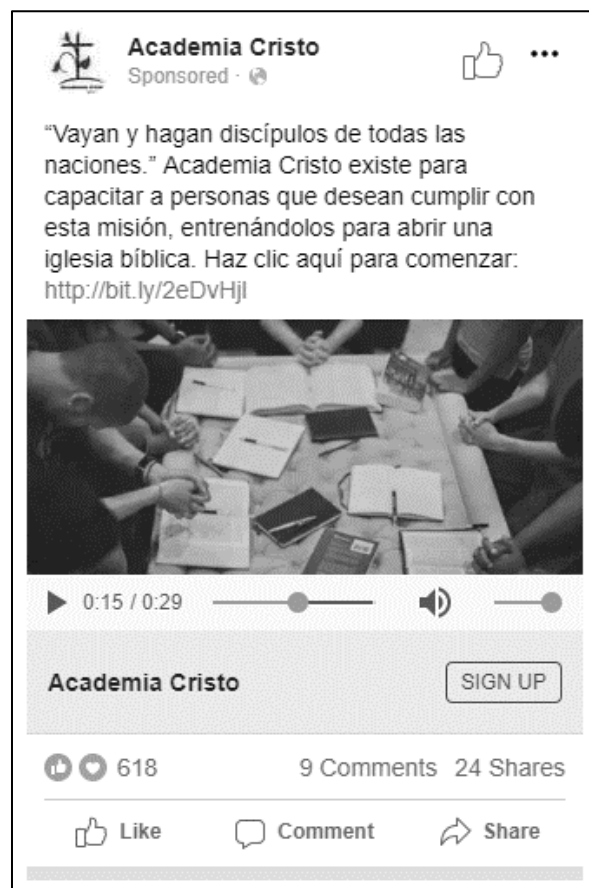 Academia Cristo
Sponsored ·
“Vayan y hagan discípulos de todas las
naciones.” Academia Cristo existe para
capacitar a personas que desean cumplir con
esta misión, entrenándolos para abrir una
iglesia bíblica. Haz clic aquí para comenzar:
http://bit.ly/2eDvHjl
0:15 / 0:29
Academia Cristo SIGN UP
618 9 Comments 24 Shares
Like Comment Share